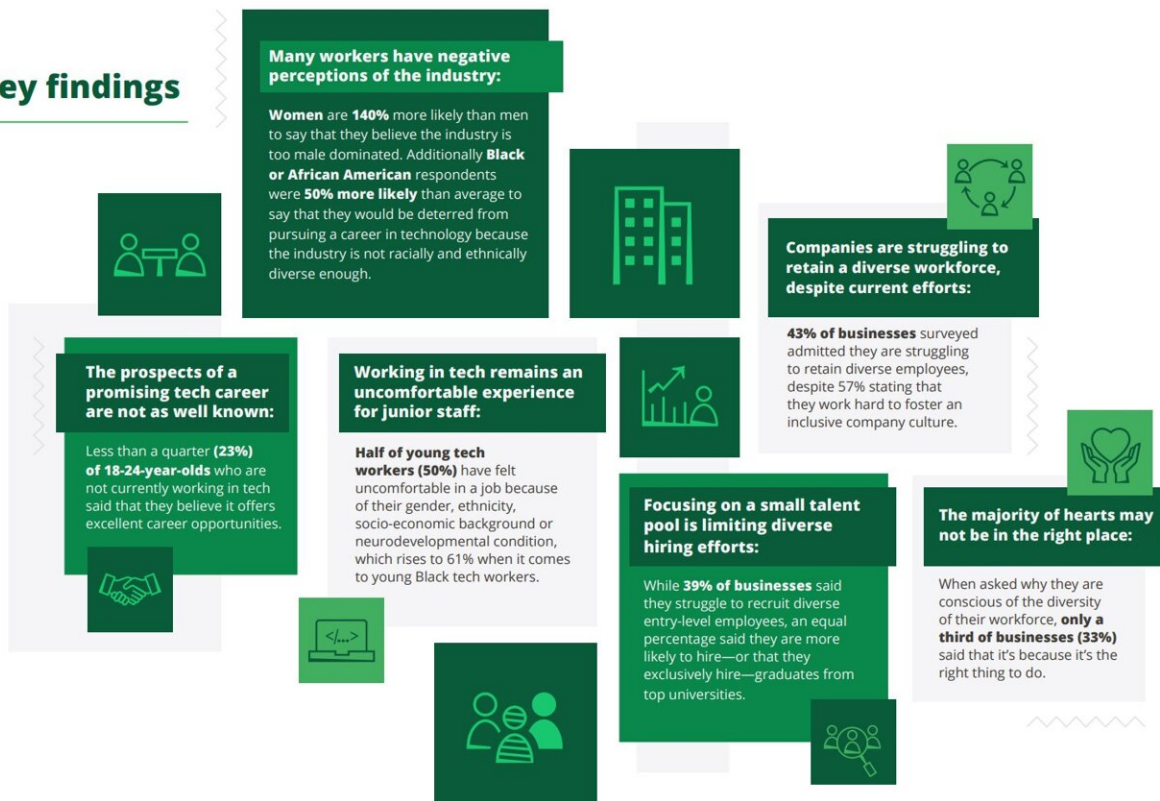 ey findings
Many workers have negative
perceptions of the industry:
Women are 140% more likely than men
to say that they believe the industry is
too male dominated. Additionally Black
or African American respondents
were 50% more likely than average to
say that they would be deterred from
pursuing a career in technology because
the industry is not racially and ethnically
diverse enough.
Companies are struggling to
retain a diverse workforce,
despite current efforts:
43% of businesses surveyed
admitted they are struggling
to retain diverse employees,
despite 57% stating that
they work hard to foster an
inclusive company culture.
The prospects of a
promising tech career
are not as well known:
Less than a quarter (23%)
of 18-24-year-olds who are
not currently working in tech
said that they believe it offers
excellent career opportunities.
Working in tech remains an
uncomfortable experience
for junior staff:
Half of young tech
workers (50%) have felt
uncomfortable in a job because
of their gender, ethnicity,
socio-economic background or
neurodevelopmental condition,
which rises to 61% when it comes
to young Black tech workers.
</...>
Focusing on a small talent
pool is limiting diverse
hiring efforts:
While 39% of businesses said
they struggle to recruit diverse
entry-level employees, an equal
percentage said they are more
likely to hire—or that they
exclusively hire—graduates from
top universities.
The majority of hearts may
not be in the right place:
When asked why they are
conscious of the diversity
of their workforce, only a
third of businesses (33%)
said that it's because it's the
right thing to do.